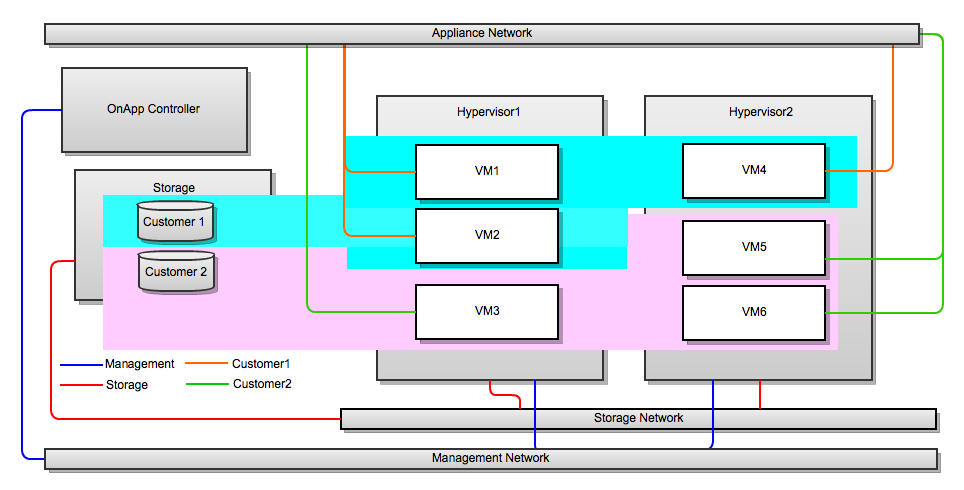 Appliance Network
OnApp Controller
Hypervisor1
Hypervisor2
VM1
VM4
Storage
Customer 1
VM2
VM5
Customer 2
VM3
VM6
Management
Customer1
Storage
Customer2
Storage Network
Management Network